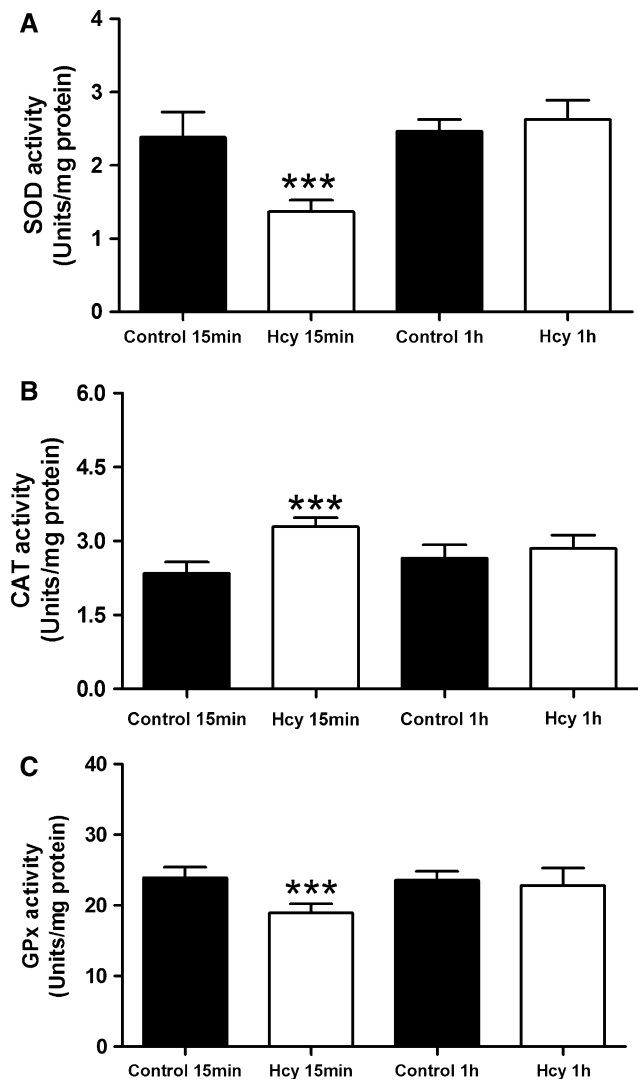 A
SOD activity
(Units/mg protein)
4
3
2
1
0
***
Control 15min Hcy 15min Control 1h Hcy 1h
B
CAT activity
(Units/mg protein)
6.0
4.5
3.0
1.5
0.0
***
Control 15min Hcy 15min Control 1h Hcy 1h
C
GPx activity
(Units/mg protein)
40
30
20
10
0
***
Control 15min Hcy 15min Control 1h Hcy 1h